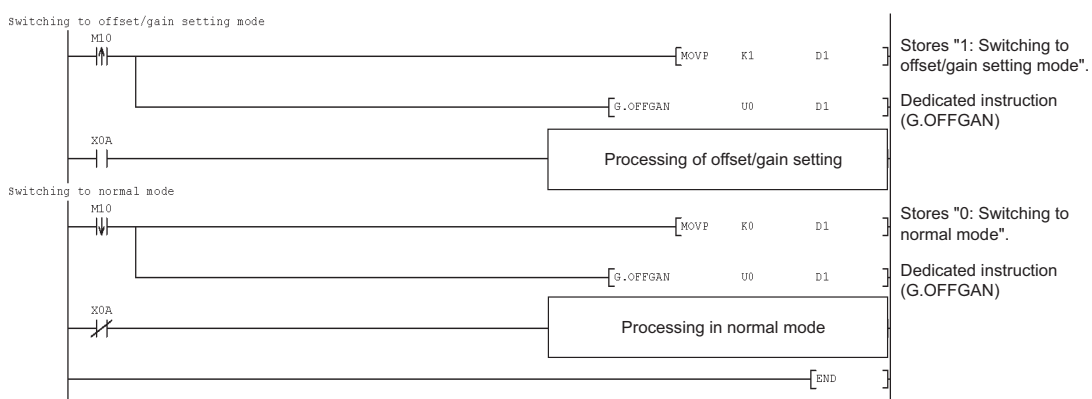 Switching to offset/gain setting mode
M10
MOVP K1 D1
Stores "1: Switching to
offset/gain setting mode".
G.OFFGAN U0 D1
Dedicated instruction
(G.OFFGAN)
X0A
Processing of offset/gain setting
Switching to normal mode
M10
MOVP K0 D1
Stores "0: Switching to
normal mode".
G.OFFGAN U0 D1
Dedicated instruction
(G.OFFGAN)
X0A
Processing in normal mode
END